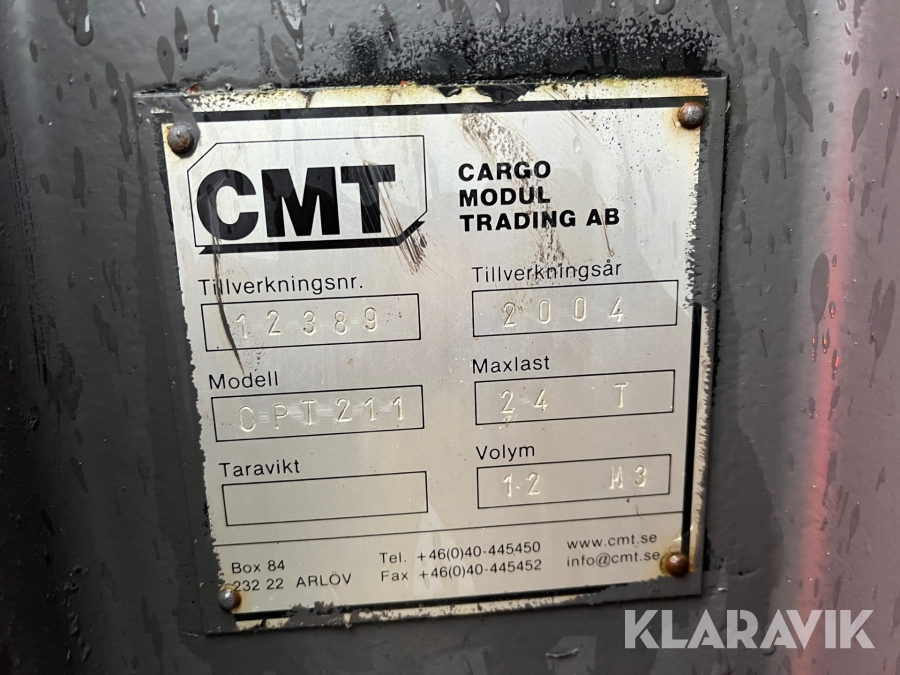 CMT
CARGO
MODUL
TRADING AB
Tillverkningsnr.
12389
Tillverkningsår
2004
Modell
CPT211
Maxlast
24 T
Taravikt
Volym
12 M3
Box 84
232 22 ARLÖV
Tel. +46(0)40-445450
Fax +46(0)40-445452
www.cmt.se
info@cmt.se
KLARAVIK